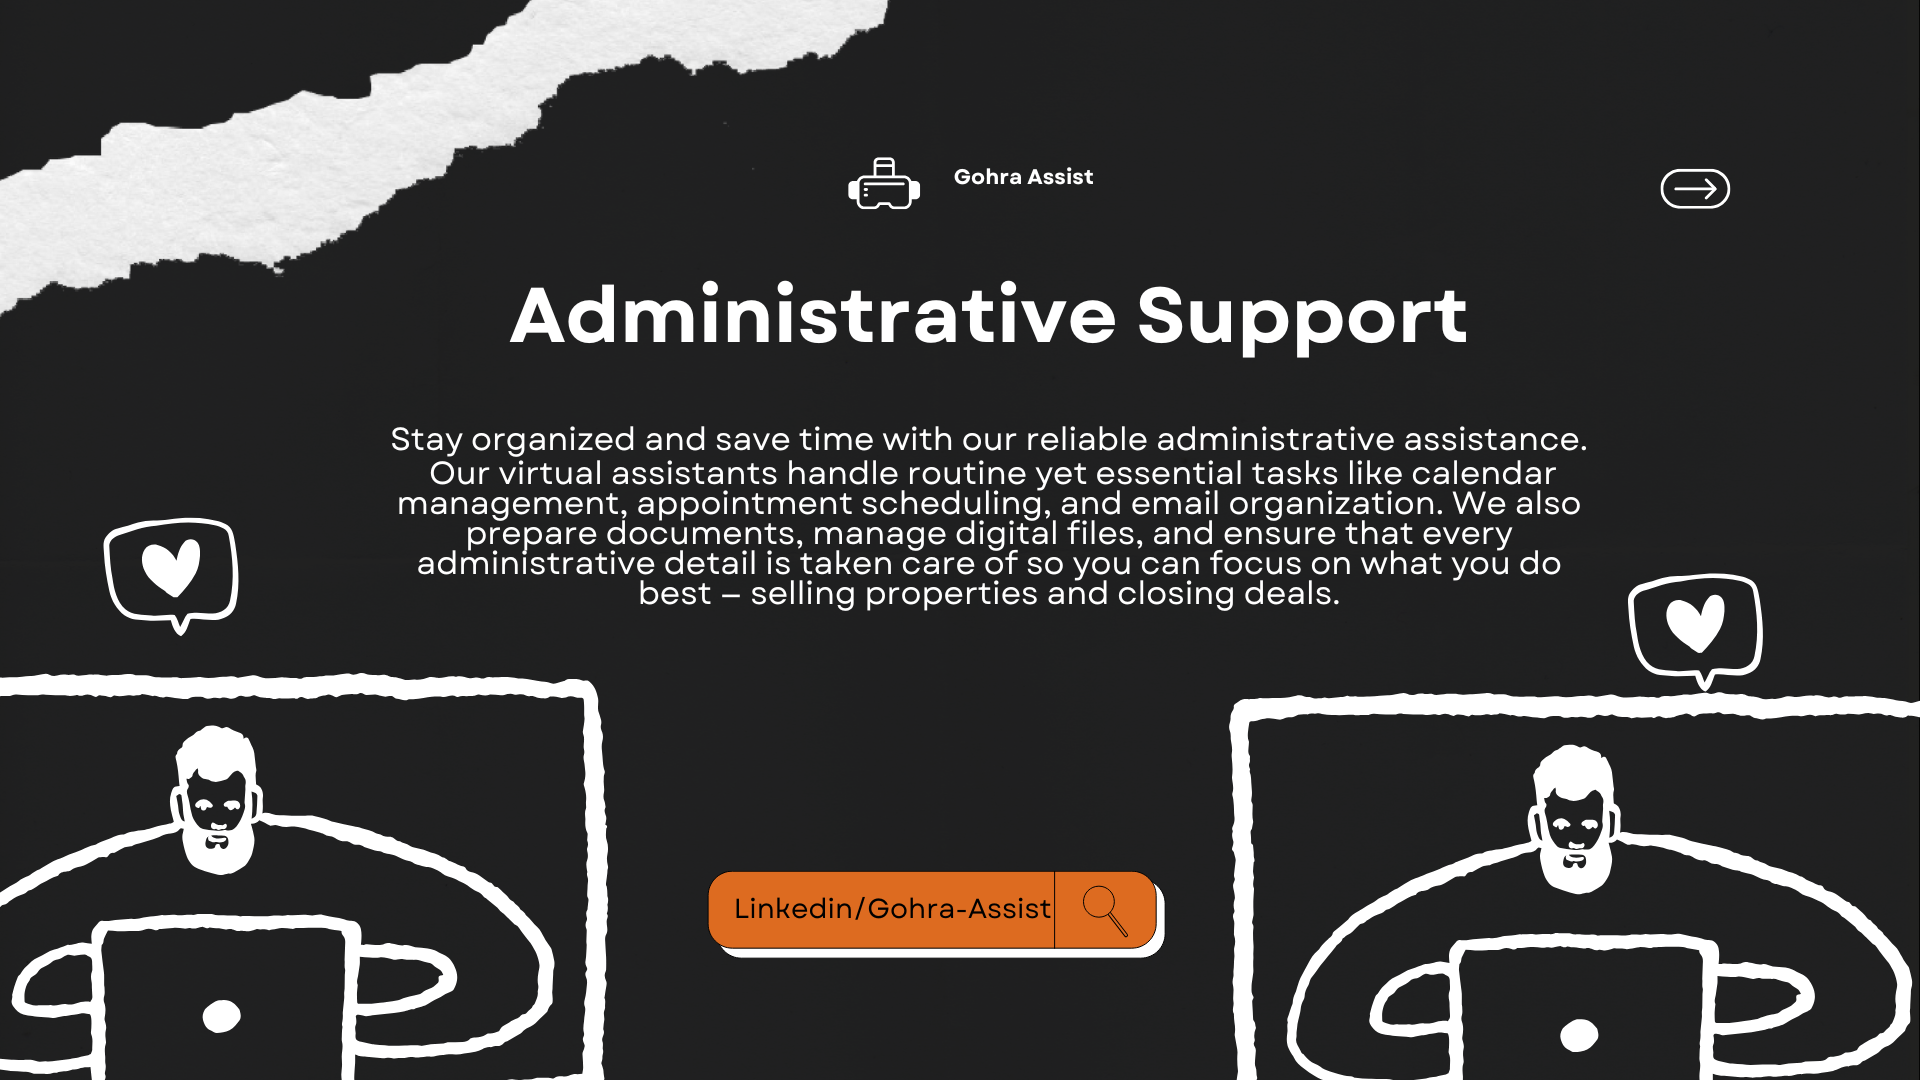 Gohra Assist
Administrative Support
Stay organized and save time with our reliable administrative assistance.
Our virtual assistants handle routine yet essential tasks like calendar
management, appointment scheduling, and email organization. We also
prepare documents, manage digital files, and ensure that every
administrative detail is taken care of so you can focus on what you do
best – selling properties and closing deals.
Linkedin/Gohra-Assist